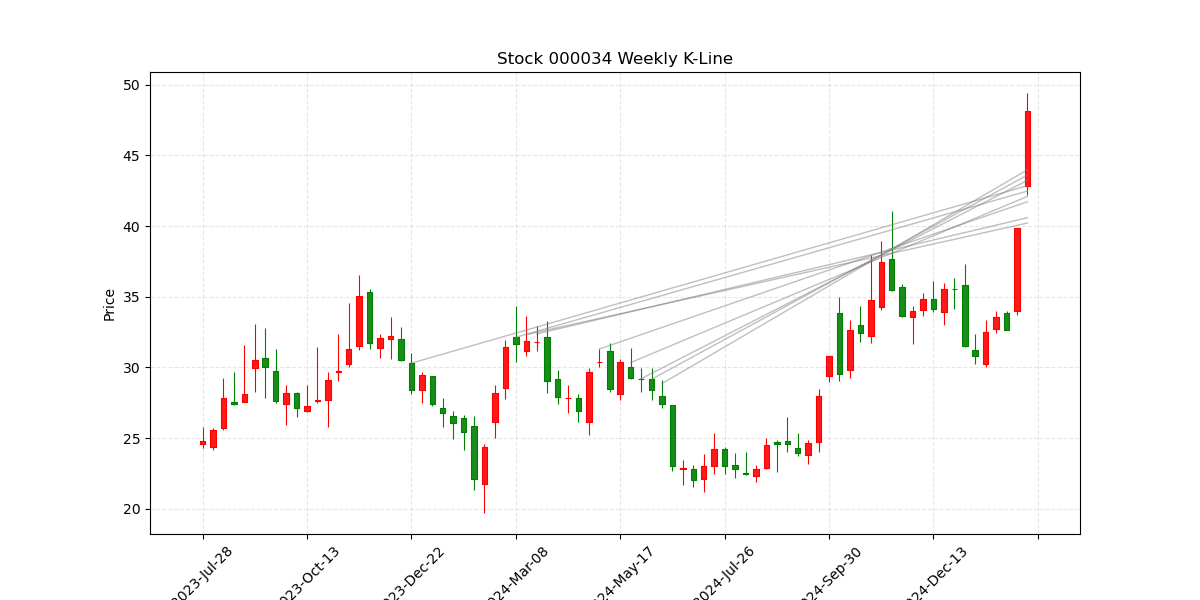 Stock 000034 Weekly K-Line
Price
50
45
40
35
30
25
20
2023-Jul-28
2023-Oct-13
2023-Dec-22
2024-Mar-08
2024-May-17
2024-Jul-26
2024-Sep-30
2024-Dec-13